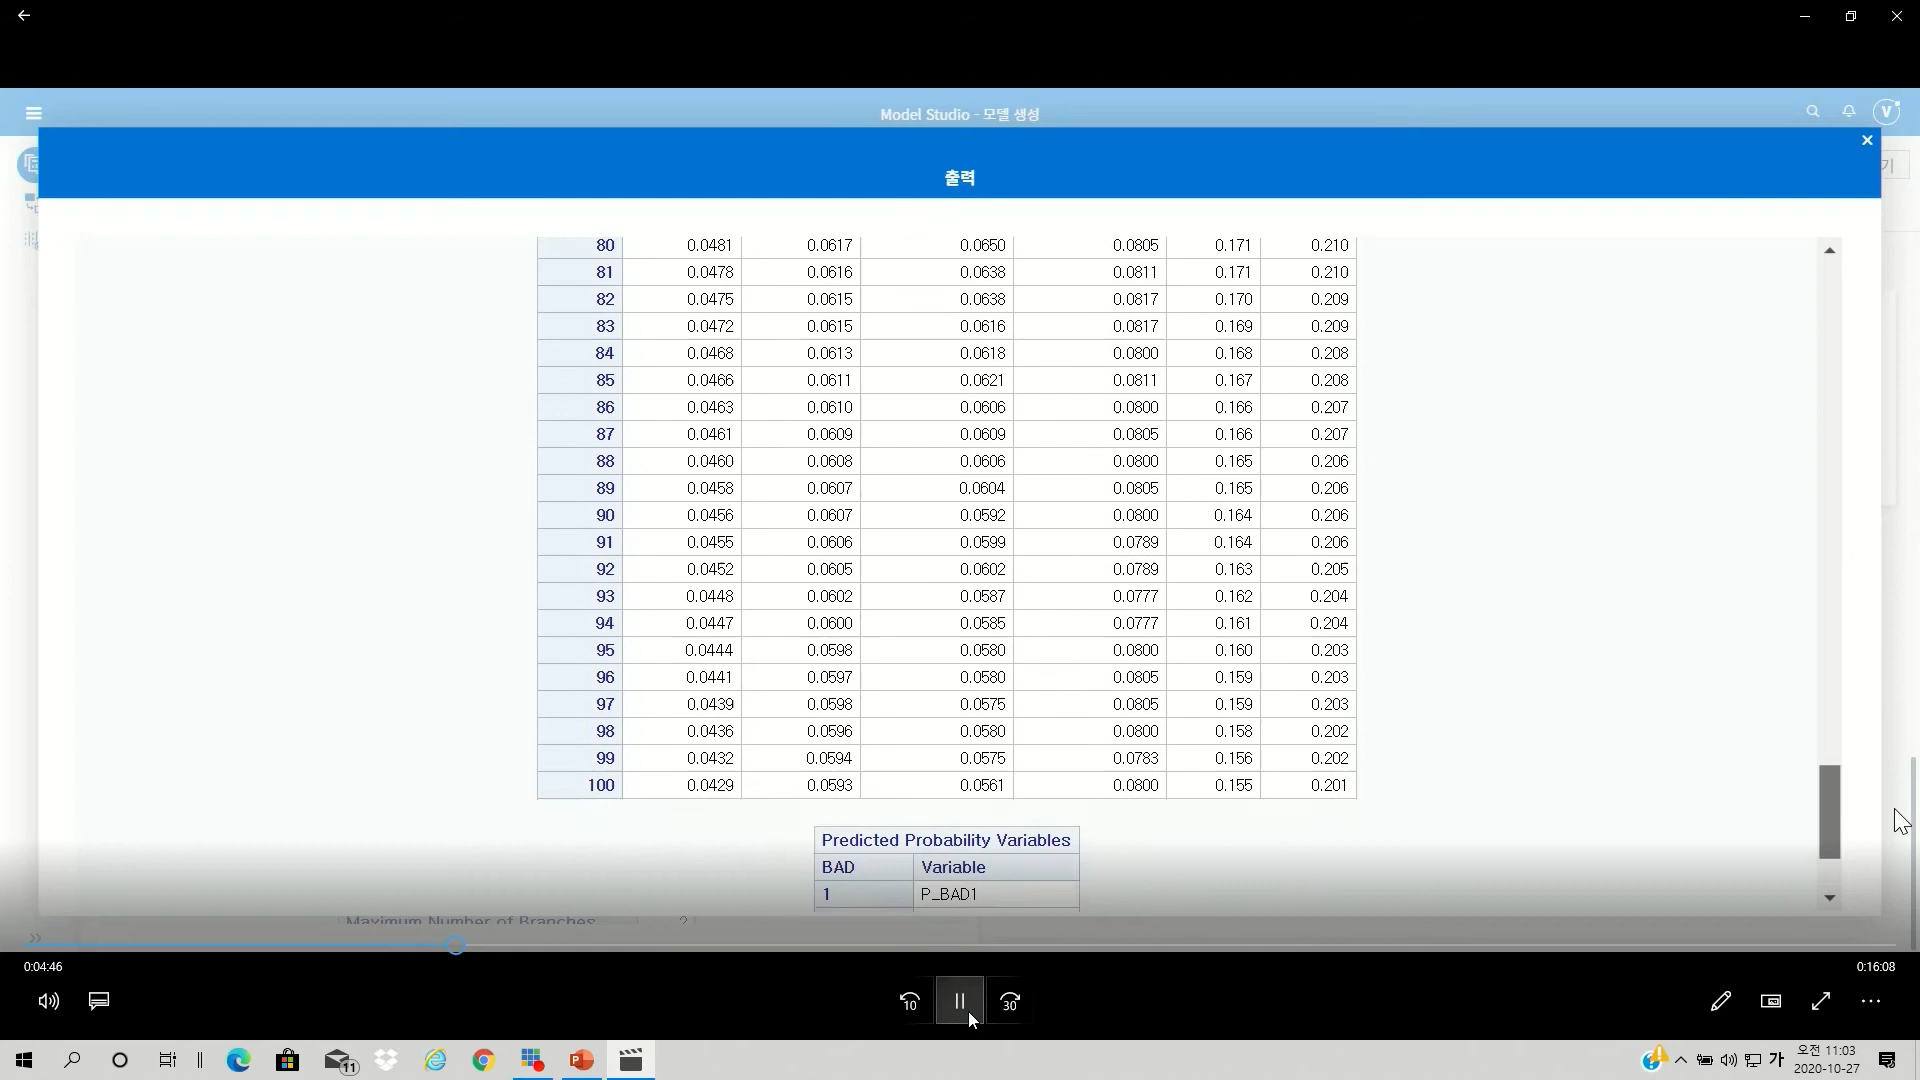 Model Studio - 모델 생성
V
기
출력
80 0.0481 0.0617 0.0650 0.0805 0.171 0.210
81 0.0478 0.0616 0.0638 0.0811 0.171 0.210
82 0.0475 0.0615 0.0638 0.0817 0.170 0.209
83 0.0472 0.0615 0.0616 0.0817 0.169 0.209
84 0.0468 0.0613 0.0618 0.0800 0.168 0.208
85 0.0466 0.0611 0.0621 0.0811 0.167 0.208
86 0.0463 0.0610 0.0606 0.0800 0.166 0.207
87 0.0461 0.0609 0.0609 0.0805 0.166 0.207
88 0.0460 0.0608 0.0606 0.0800 0.165 0.206
89 0.0458 0.0607 0.0604 0.0805 0.165 0.206
90 0.0456 0.0607 0.0592 0.0800 0.164 0.206
91 0.0455 0.0606 0.0599 0.0789 0.164 0.206
92 0.0452 0.0605 0.0602 0.0789 0.163 0.205
93 0.0448 0.0602 0.0587 0.0777 0.162 0.204
94 0.0447 0.0600 0.0585 0.0777 0.161 0.204
95 0.0444 0.0598 0.0580 0.0800 0.160 0.203
96 0.0441 0.0597 0.0580 0.0805 0.159 0.203
97 0.0439 0.0598 0.0575 0.0805 0.159 0.203
98 0.0436 0.0596 0.0580 0.0800 0.158 0.202
99 0.0432 0.0594 0.0575 0.0783 0.156 0.202
100 0.0429 0.0593 0.0561 0.0800 0.155 0.201
Predicted Probability Variables
BAD Variable
1 P_BAD1
Maximum Number of Branches 2
0:04:46 0:16:08
10 30
11
가
오전 11:03
2020-10-27